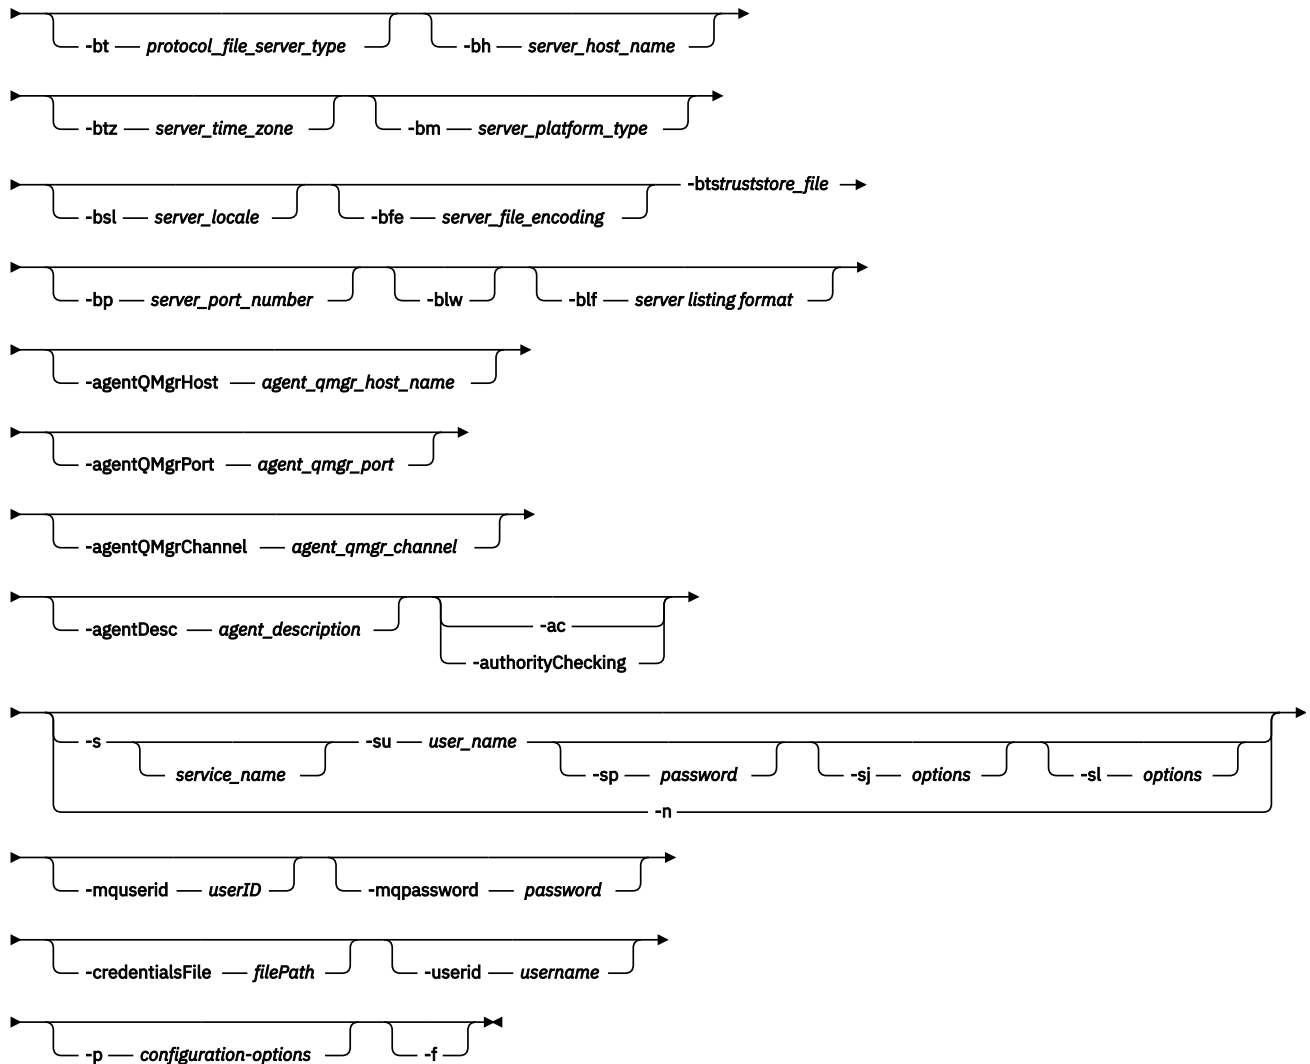 -bt protocol_file_server_type -bh server_host_name
-btz server_time_zone -bm server_platform_type
-btstruststore_file
-bsl server_locale -bfe server_file_encoding
-bp server_port_number -blw -blf server listing format
-agentQMgrHost agent_qmgr_host_name
-agentQMgrPort agent_qmgr_port
-agentQMgrChannel agent_qmgr_channel
-agentDesc agent_description -ac
-authorityChecking
-s -su user_name
service_name -sp password -sj options -sl options
-n
-mquserid userID -mqpassword password
-credentialsFile filePath -userid username
-p configuration-options -f